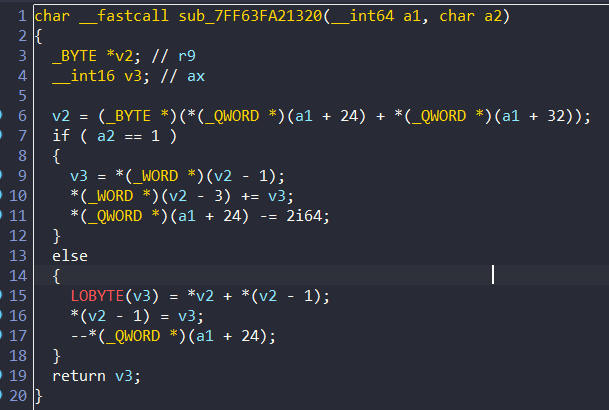 1 char __fastcall sub_7FF63FA21320(__int64 a1, char a2)
2 {
3   _BYTE *v2; // r9
4   __int16 v3; // ax
5
6   v2 = (_BYTE *)(*(_QWORD *)(a1 + 24) + *(_QWORD *)(a1 + 32));
7   if ( a2 == 1 )
8   {
9     v3 = *(_WORD *)(v2 - 1);
10     *(_WORD *)(v2 - 3) += v3;
11     *(_QWORD *)(a1 + 24) -= 2i64;
12   }
13   else
14   {
15     LOBYTE(v3) = *v2 + *(v2 - 1);
16     *(v2 - 1) = v3;
17     --*(_QWORD *)(a1 + 24);
18   }
19   return v3;
20 }